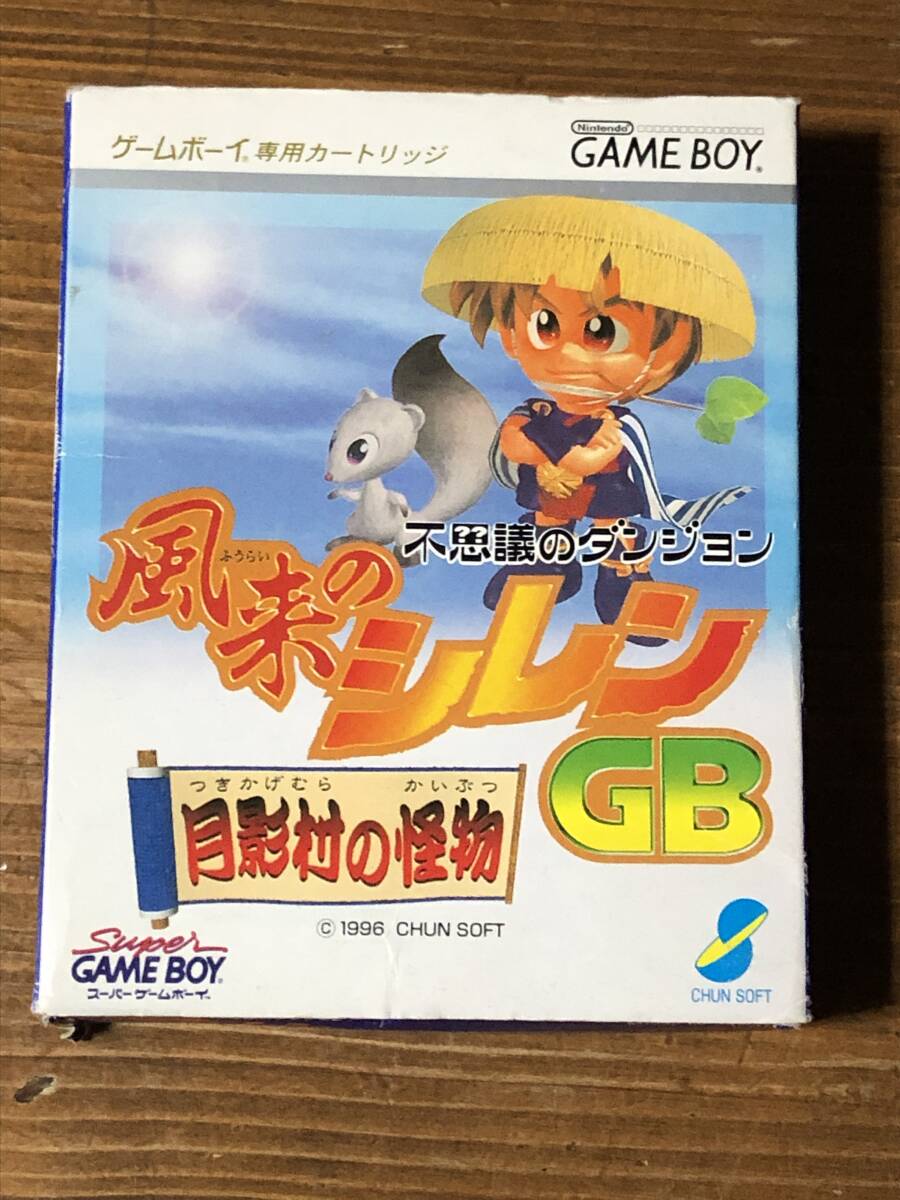 ゲームボーイ®専用カートリッジ
Nintendo®
GAME BOY®
不思議のダンジョン
ふうらい
風来のシレン
GB
つきかげむら かいぶつ
月影村の怪物
© 1996 CHUN SOFT
Super
GAME BOY™
スーパーゲームボーイ™
CHUN SOFT